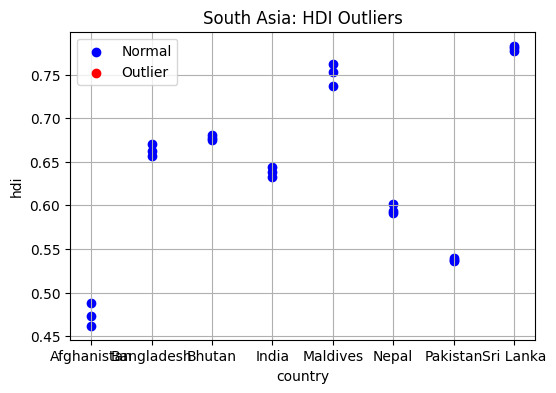 South Asia: HDI Outliers
Normal
Outlier
hdi
0.75
0.70
0.65
0.60
0.55
0.50
0.45
Afghanistan Bangladesh Bhutan India Maldives Nepal Pakistan Sri Lanka
country